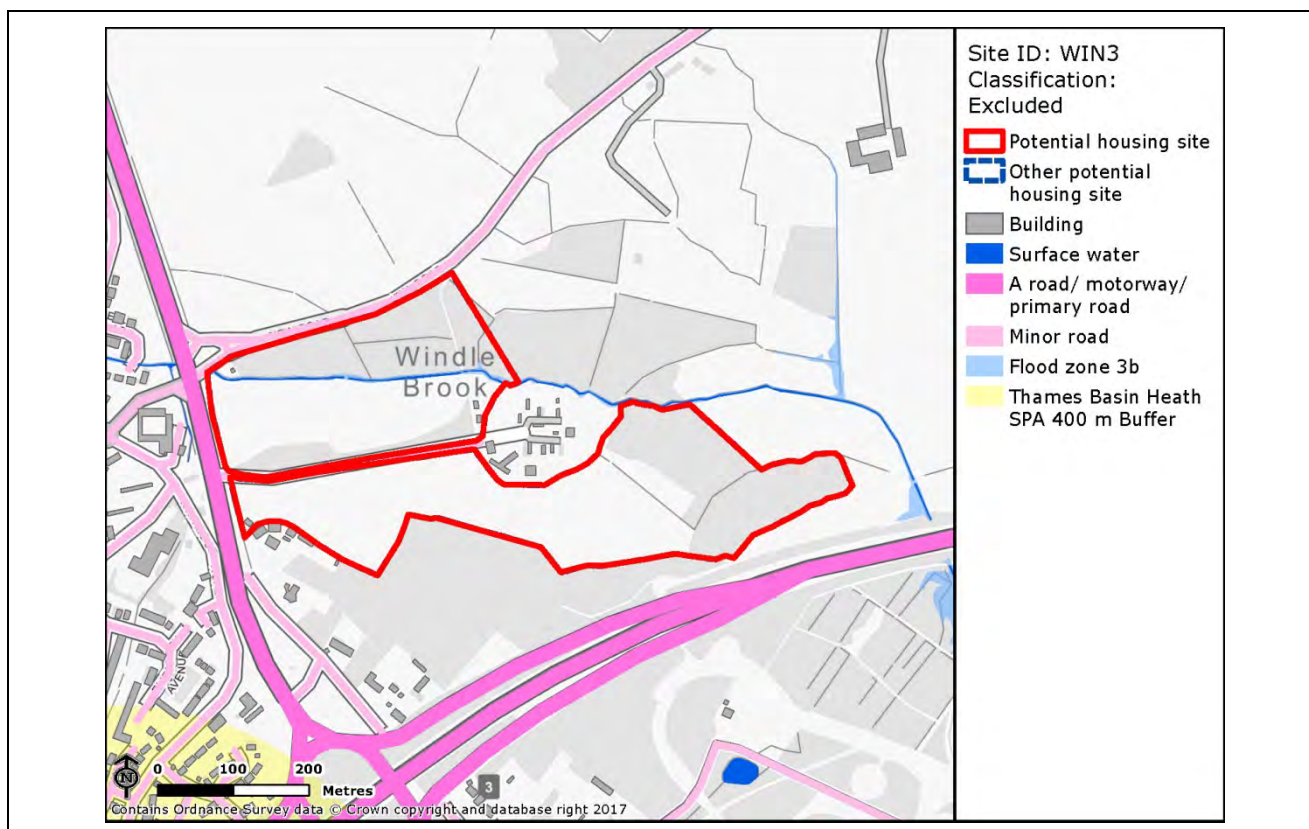 Site ID: WIN3
Classification:
Excluded
Potential housing site
Other potential
housing site
Building
Surface water
A road/ motorway/
primary road
Minor road
Flood zone 3b
Thames Basin Heath
SPA 400 m Buffer
Windle
Brook
AVENUE
N
0 100 200
Metres
3
Contains Ordnance Survey data © Crown copyright and database right 2017